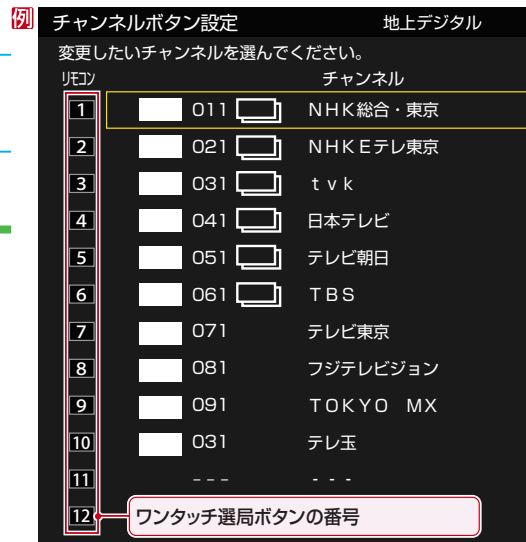 例
チャンネルボタン設定 地上デジタル
変更したいチャンネルを選んでください。
リモコン チャンネル
1 011 NHK総合・東京
2 021 NHKEテレ東京
3 031 tvk
4 041 日本テレビ
5 051 テレビ朝日
6 061 TBS
7 071 テレビ東京
8 081 フジテレビジョン
9 091 TOKYO MX
10 031 テレ玉
11 --- ---
12 ワンタッチ選局ボタンの番号